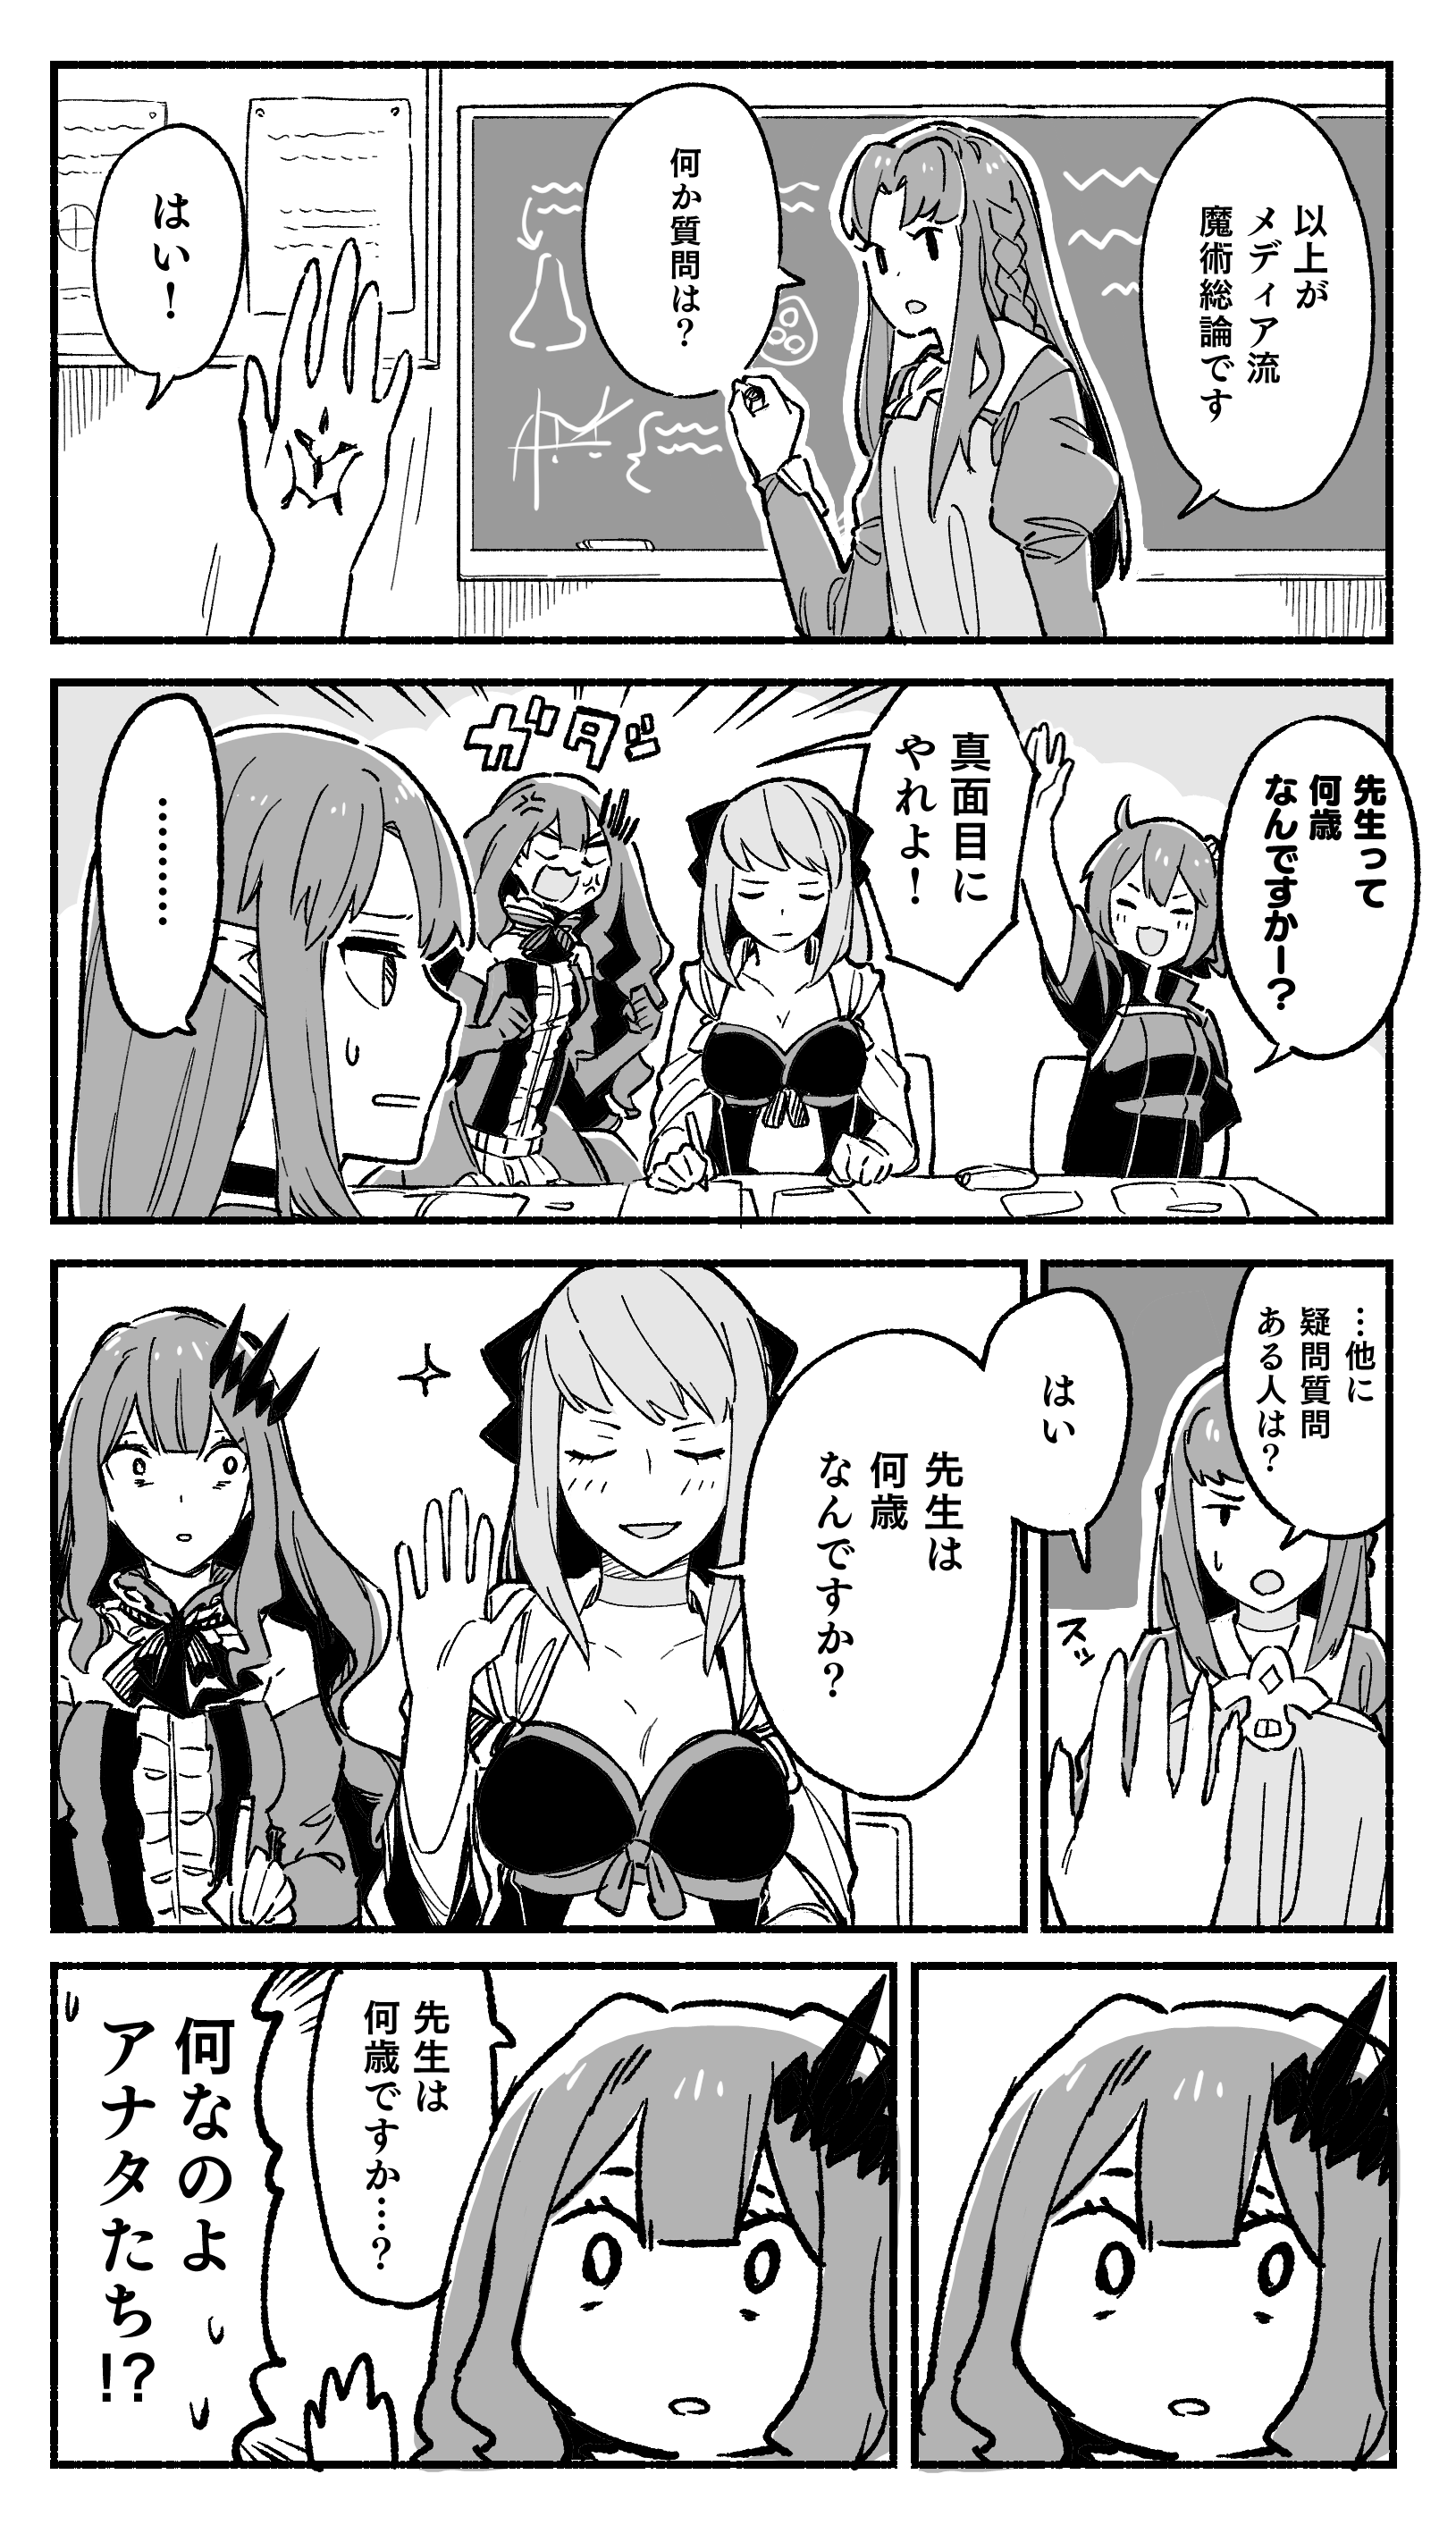 以上が
メディア流
魔術総論です
何か質問は？
はい！
先生って
何歳
なんですかー？
真面目に
やれよ！
ガタッ
………
…他に
疑問質問
ある人は？
はい
スッ
先生は
何歳
なんですか？
先生は
何歳ですか…？
何なのよ
アナタたち!?